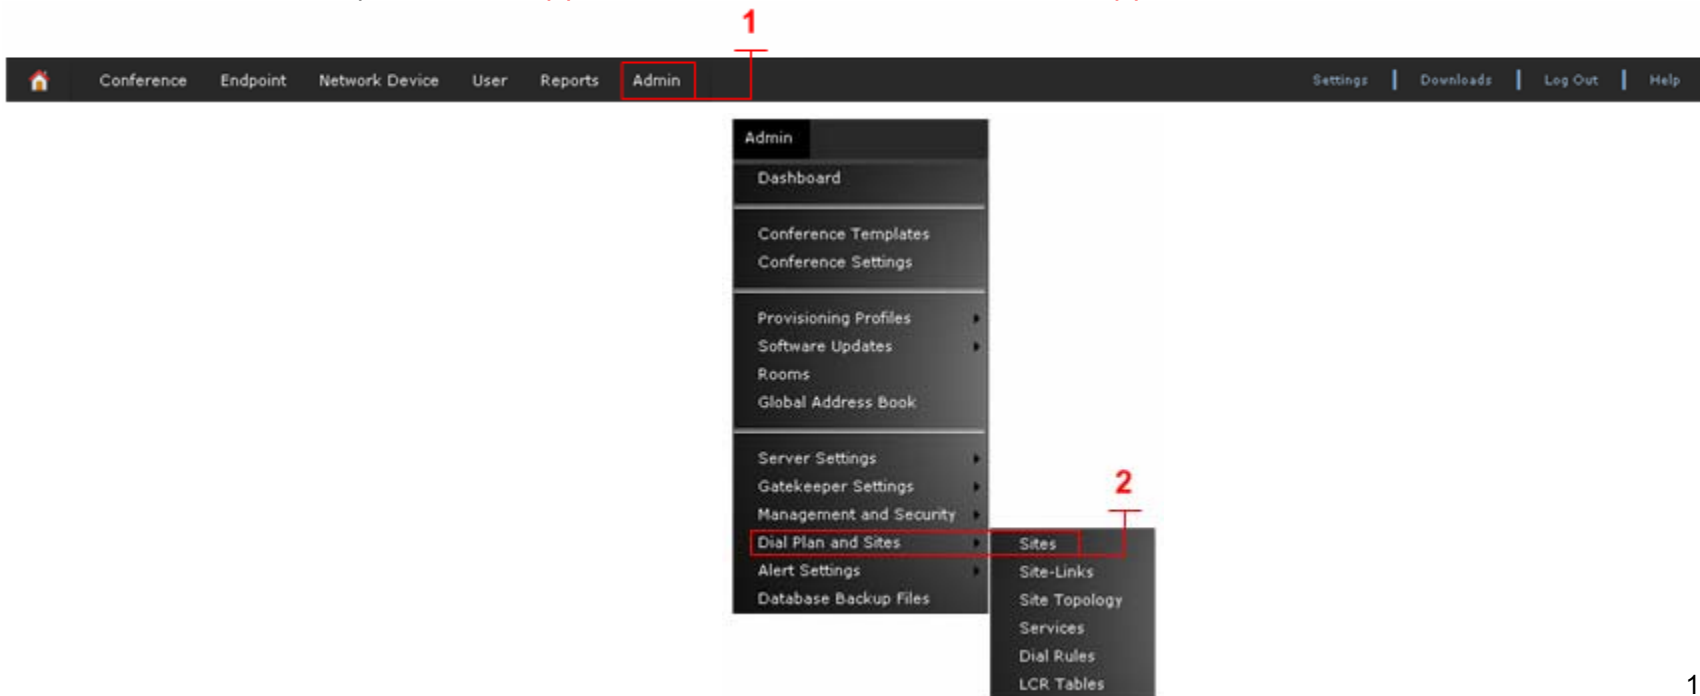 1
Conference Endpoint Network Device User Reports Admin Settings Downloads Log Out Help
Admin
Dashboard
Conference Templates
Conference Settings
Provisioning Profiles
Software Updates
Rooms
Global Address Book
Server Settings
Gatekeeper Settings
2
Management and Security
Dial Plan and Sites Sites
Alert Settings Site-Links
Database Backup Files Site Topology
Services
Dial Rules
LCR Tables
1